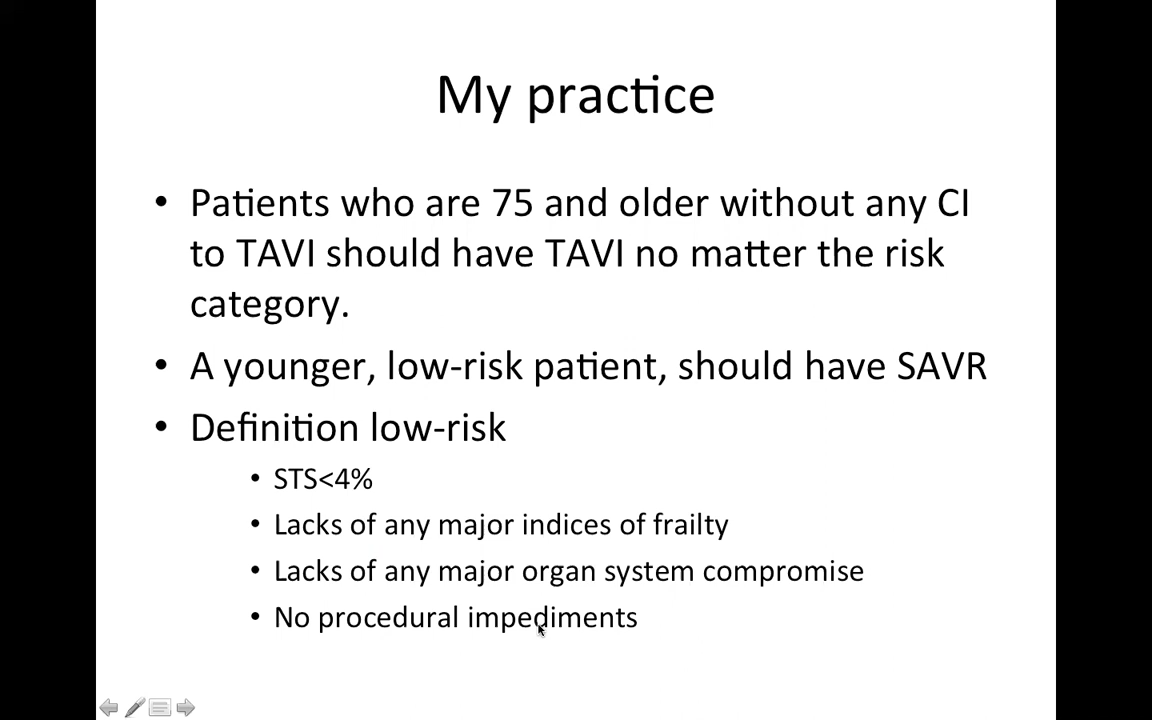 My practice
• Patients who are 75 and older without any CI
to TAVI should have TAVI no matter the risk
category.
• A younger, low-risk patient, should have SAVR
• Definition low-risk
• STS<4%
• Lacks of any major indices of frailty
• Lacks of any major organ system compromise
• No procedural impediments